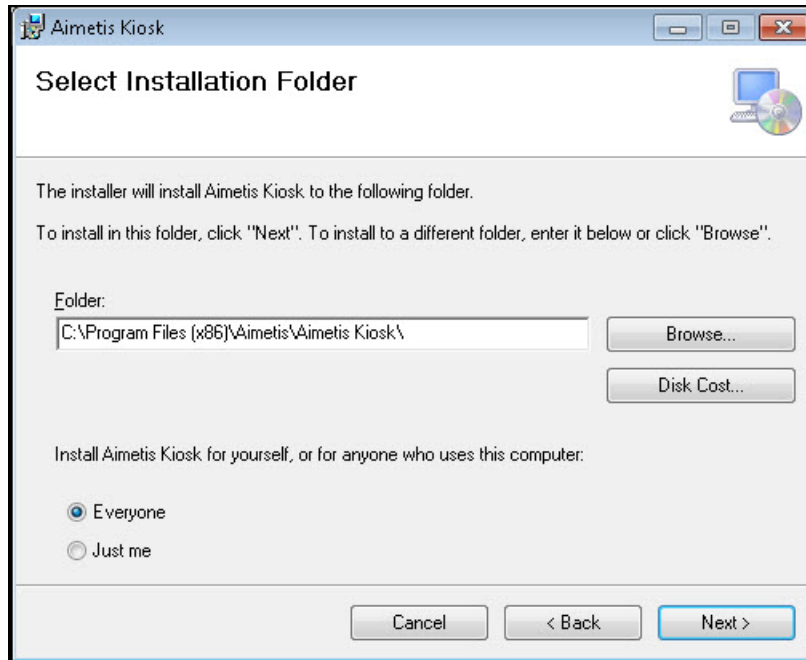 Aimetis Kiosk
Select Installation Folder
The installer will install Aimetis Kiosk to the following folder.
To install in this folder, click "Next". To install to a different folder, enter it below or click "Browse".
Folder:
C:\Program Files (x86)\Aimetis\Aimetis Kiosk\
Browse...
Disk Cost...
Install Aimetis Kiosk for yourself, or for anyone who uses this computer:
Everyone
Just me
Cancel
< Back
Next >